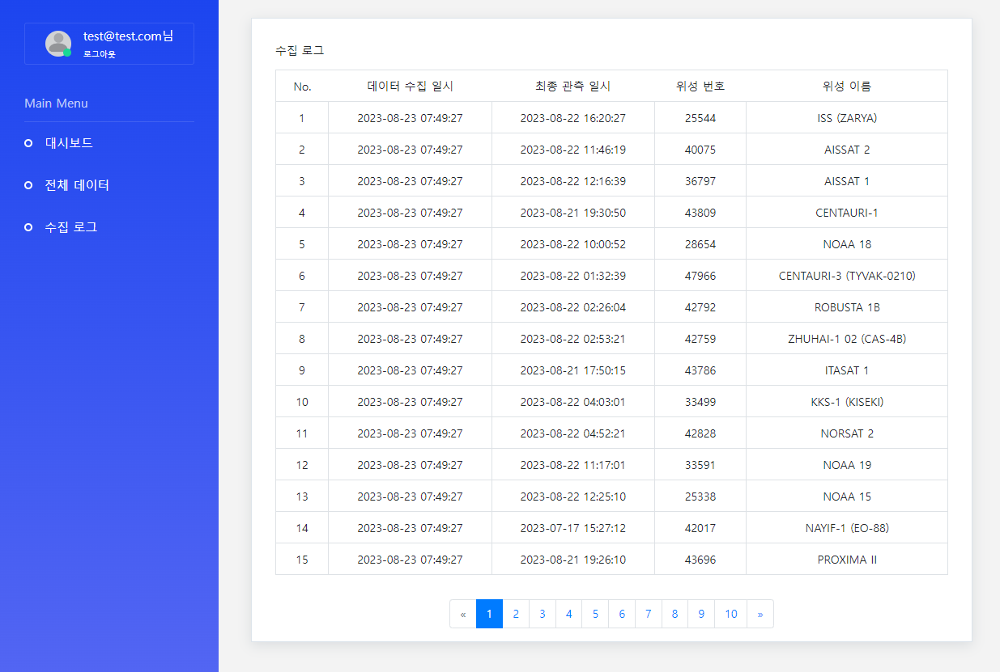 test@test.com님
로그아웃
Main Menu
대시보드
전체 데이터
수집 로그
수집 로그
No. 데이터 수집 일시 최종 관측 일시 위성 번호 위성 이름
1 2023-08-23 07:49:27 2023-08-22 16:20:27 25544 ISS (ZARYA)
2 2023-08-23 07:49:27 2023-08-22 11:46:19 40075 AISSAT 2
3 2023-08-23 07:49:27 2023-08-22 12:16:39 36797 AISSAT 1
4 2023-08-23 07:49:27 2023-08-21 19:30:50 43809 CENTAURI-1
5 2023-08-23 07:49:27 2023-08-22 10:00:52 28654 NOAA 18
6 2023-08-23 07:49:27 2023-08-22 01:32:39 47966 CENTAURI-3 (TYVAK-0210)
7 2023-08-23 07:49:27 2023-08-22 02:26:04 42792 ROBUSTA 1B
8 2023-08-23 07:49:27 2023-08-22 02:53:21 42759 ZHUHAI-1 02 (CAS-4B)
9 2023-08-23 07:49:27 2023-08-21 17:50:15 43786 ITASAT 1
10 2023-08-23 07:49:27 2023-08-22 04:03:01 33499 KKS-1 (KISEKI)
11 2023-08-23 07:49:27 2023-08-22 04:52:21 42828 NORSAT 2
12 2023-08-23 07:49:27 2023-08-22 11:17:01 33591 NOAA 19
13 2023-08-23 07:49:27 2023-08-22 12:25:10 25338 NOAA 15
14 2023-08-23 07:49:27 2023-07-17 15:27:12 42017 NAYIF-1 (EO-88)
15 2023-08-23 07:49:27 2023-08-21 19:26:10 43696 PROXIMA II
« 1 2 3 4 5 6 7 8 9 10 »